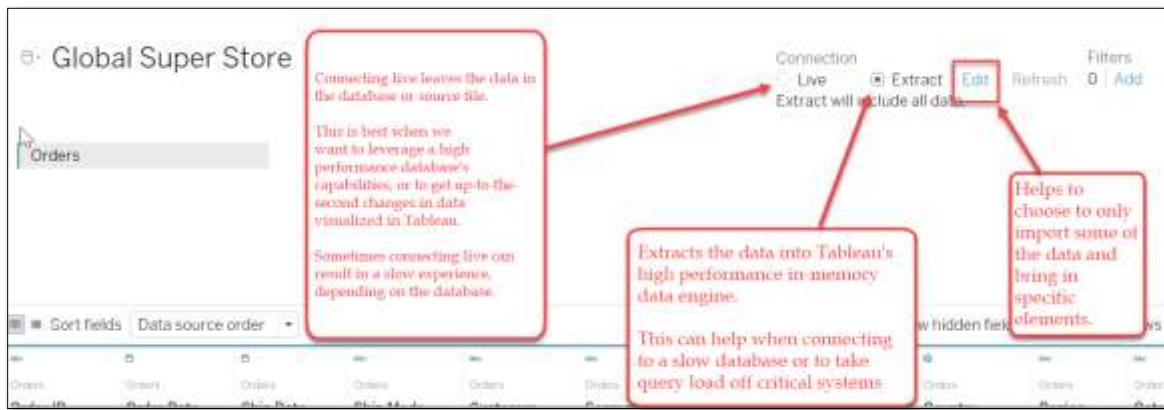 Global Super Store
Connecting live leaves the data in
the database or source file.
This is best when we
want to leverage a high
performance database's
capabilities, or to get up-to-the-
second changes in data
visualized in Tableau.
Sometimes connecting live can
result in a slow experience,
depending on the database.
Connection
Live Extract Edit Refresh
Extract will include all data.
Filters
0 Add
Orders
Extracts the data into Tableau's
high performance in-memory
data engine.
This can help when connecting
to a slow database or to take
query load off critical systems
Helps to
choose to only
import some of
the data and
bring in
specific
elements.
Sort fields Data source order
Orders Orders Orders Orders Orders Orders Orders Orders Orders